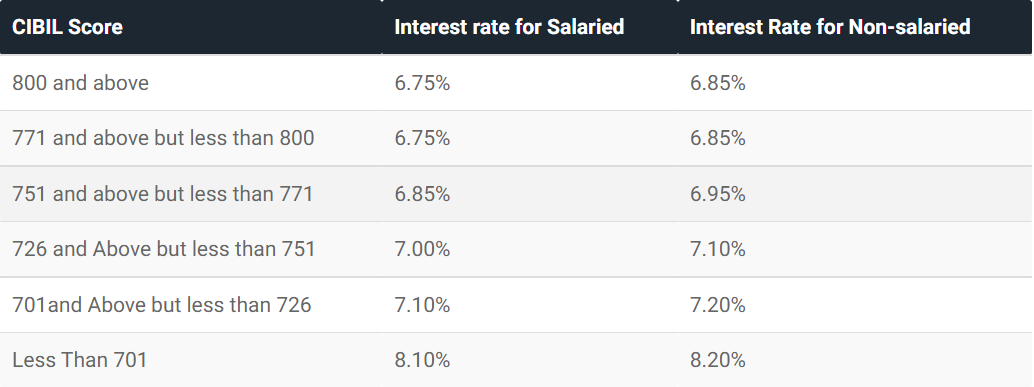 CIBIL Score Interest rate for Salaried Interest Rate for Non-salaried
800 and above 6.75% 6.85%
771 and above but less than 800 6.75% 6.85%
751 and above but less than 771 6.85% 6.95%
726 and Above but less than 751 7.00% 7.10%
701and Above but less than 726 7.10% 7.20%
Less Than 701 8.10% 8.20%